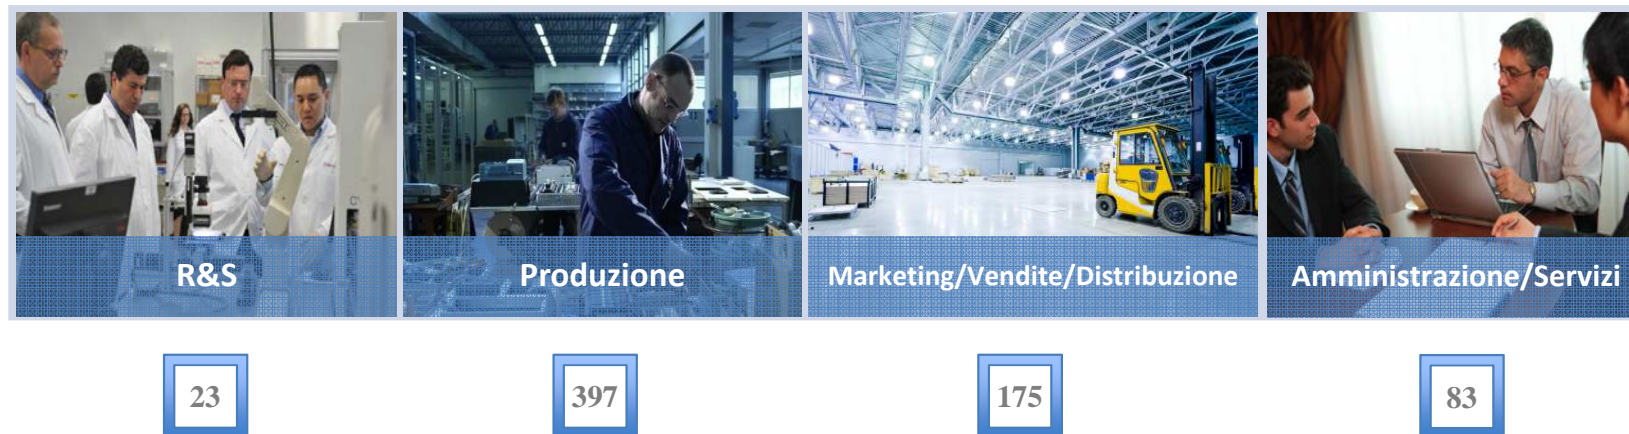 R&S
Produzione
Marketing/Vendite/Distribuzione
Amministrazione/Servizi
23
397
175
83